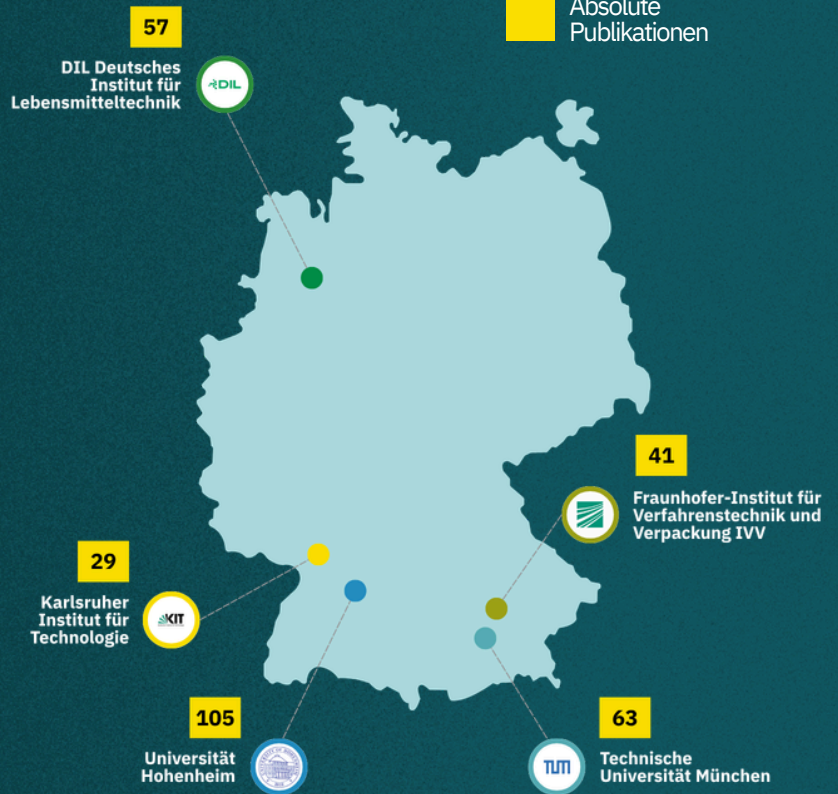 Absolute
Publikationen
57
DIL Deutsches
Institut für
Lebensmitteltechnik
DIL
41
Fraunhofer-Institut für
Verfahrenstechnik und
Verpackung IVV
29
Karlsruher
Institut für
Technologie
KIT
105
Universität
Hohenheim
63
TUM
Technische
Universität München